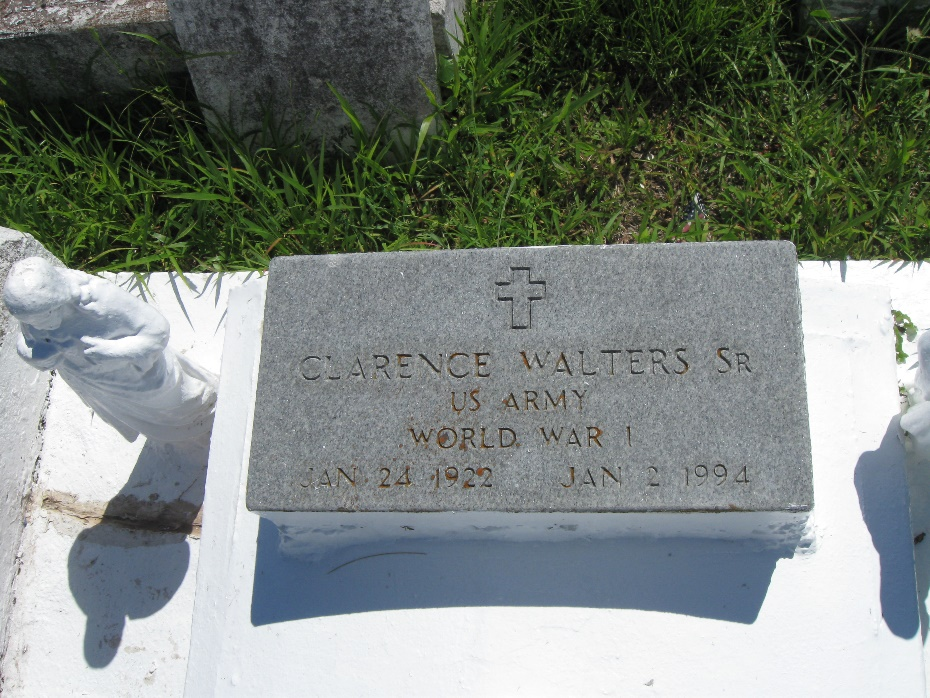 CLARENCE WALTERS SR
US ARMY
WORLD WAR I
JAN 24 1922 JAN 2 1994